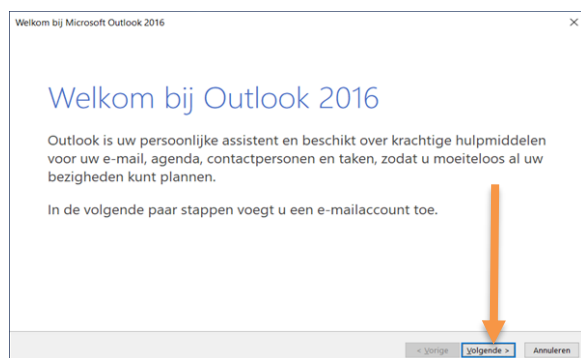 Welkom bij Microsoft Outlook 2016
Welkom bij Outlook 2016
Outlook is uw persoonlijke assistent en beschikt over krachtige hulpmiddelen
voor uw e-mail, agenda, contactpersonen en taken, zodat u moeiteloos al uw
bezigheden kunt plannen.
In de volgende paar stappen voegt u een e-mailaccount toe.
< Vorige Volgende > Annuleren